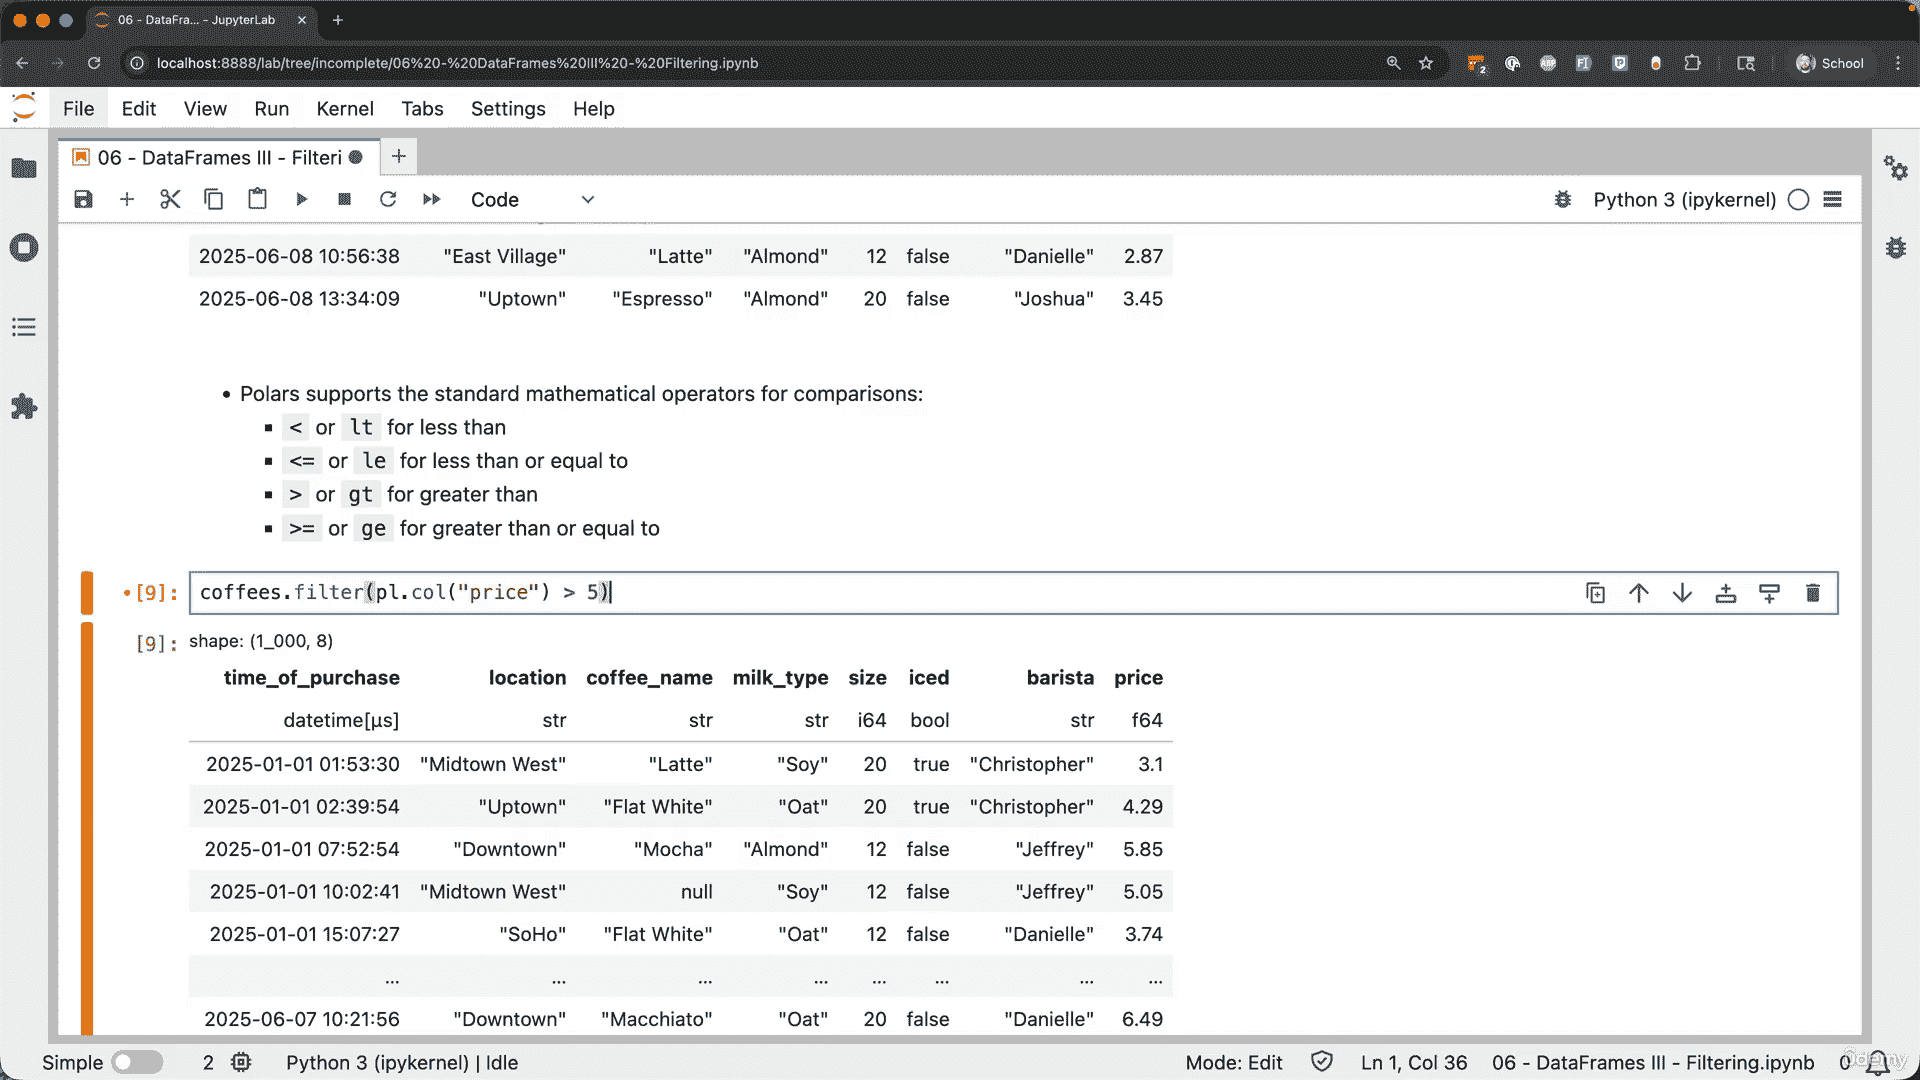 06 - DataFra... - JupyterLab
localhost:8888/lab/tree/incomplete/06%20-%20DataFrames%20III%20-%20Filtering.ipynb
2
School
File Edit View Run Kernel Tabs Settings Help
06 - DataFrames III - Filteri
Code
Python 3 (ipykernel)
2025-06-08 10:56:38 "East Village" "Latte" "Almond" 12 false "Danielle" 2.87
2025-06-08 13:34:09 "Uptown" "Espresso" "Almond" 20 false "Joshua" 3.45
• Polars supports the standard mathematical operators for comparisons:
▪ < or lt for less than
▪ <= or le for less than or equal to
▪ > or gt for greater than
▪ >= or ge for greater than or equal to
•[9]: coffees.filter(pl.col("price") > 5)
[9]: shape: (1_000, 8)
time_of_purchase location coffee_name milk_type size iced barista price
datetime[μs] str str str i64 bool str f64
2025-01-01 01:53:30 "Midtown West" "Latte" "Soy" 20 true "Christopher" 3.1
2025-01-01 02:39:54 "Uptown" "Flat White" "Oat" 20 true "Christopher" 4.29
2025-01-01 07:52:54 "Downtown" "Mocha" "Almond" 12 false "Jeffrey" 5.85
2025-01-01 10:02:41 "Midtown West" null "Soy" 12 false "Jeffrey" 5.05
2025-01-01 15:07:27 "SoHo" "Flat White" "Oat" 12 false "Danielle" 3.74
… … … … … … … …
2025-06-07 10:21:56 "Downtown" "Macchiato" "Oat" 20 false "Danielle" 6.49
Simple 2 Python 3 (ipykernel) | Idle Mode: Edit Ln 1, Col 36 06 - DataFrames III - Filtering.ipynb 0
Udemy